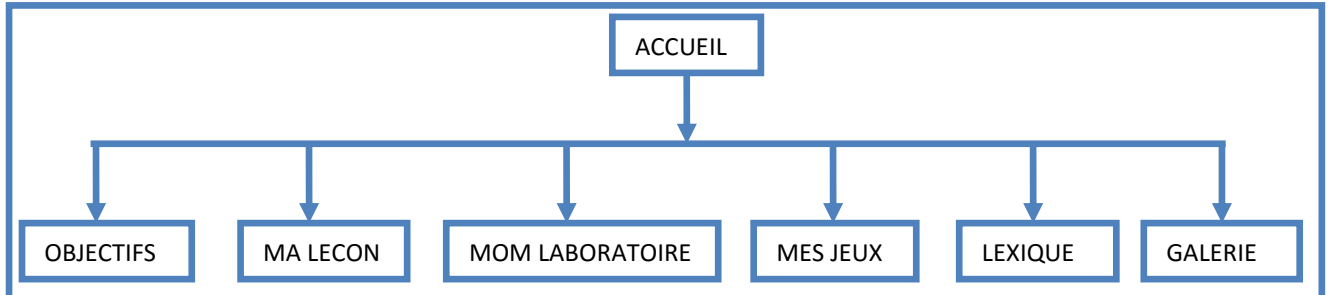 ACCUEIL
OBJECTIFS
MA LECON
MOM LABORATOIRE
MES JEUX
LEXIQUE
GALERIE